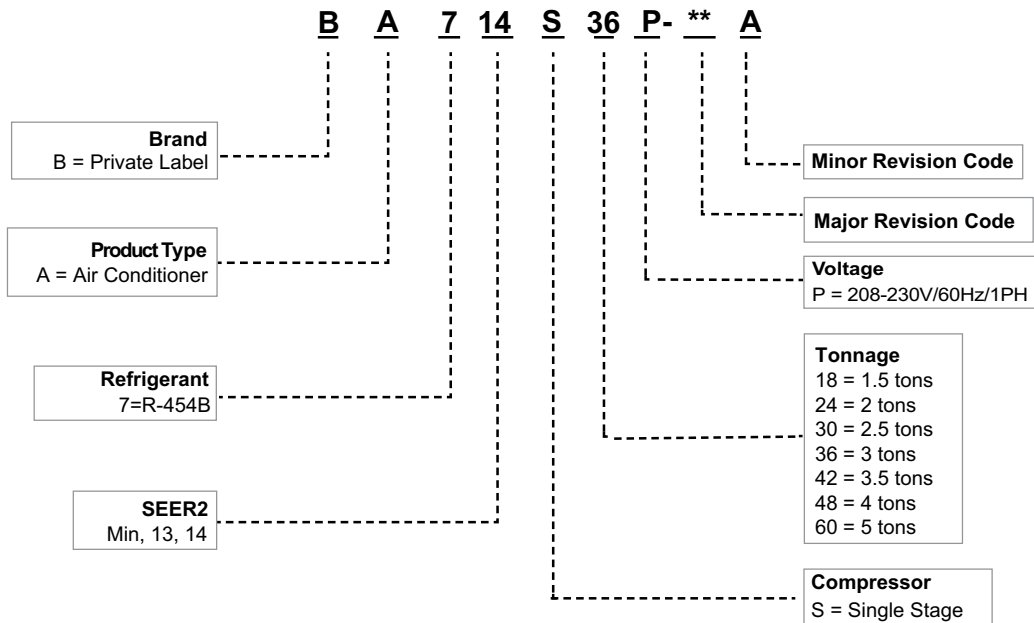 B A 7 14 S 36 P- ** A
Brand
B = Private Label
Product Type
A = Air Conditioner
Refrigerant
7=R-454B
SEER2
Min, 13, 14
Minor Revision Code
Major Revision Code
Voltage
P = 208-230V/60Hz/1PH
Tonnage
18 = 1.5 tons
24 = 2 tons
30 = 2.5 tons
36 = 3 tons
42 = 3.5 tons
48 = 4 tons
60 = 5 tons
Compressor
S = Single Stage